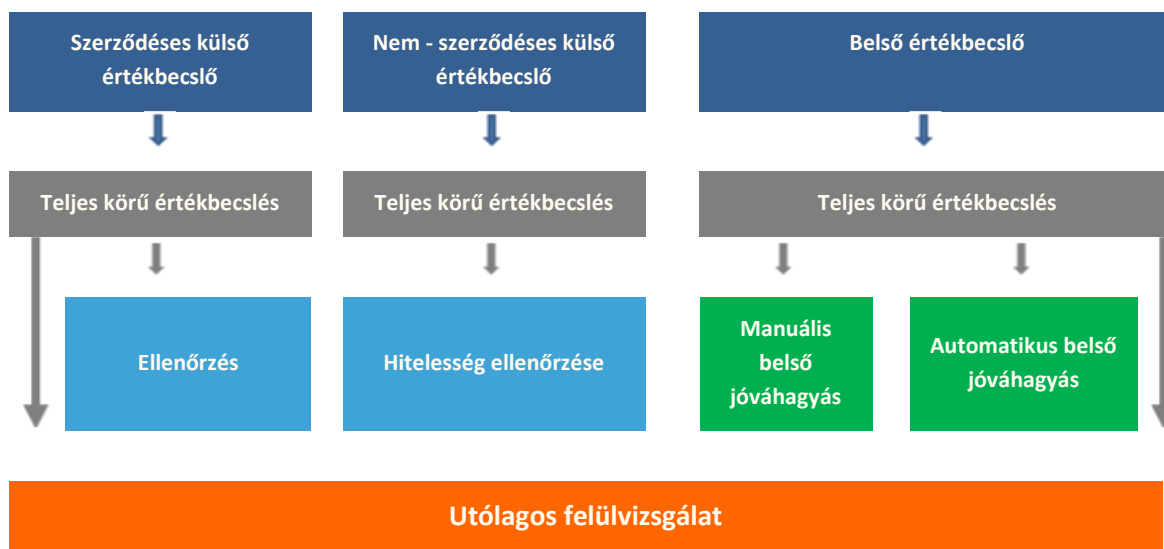 Szerződéses külső
értékbecslő
Nem - szerződéses külső
értékbecslő
Belső értékbecslő
Teljes körű értékbecslés
Teljes körű értékbecslés
Teljes körű értékbecslés
Ellenőrzés
Hitelesség ellenőrzése
Manuális
belső
jóváhagyás
Automatikus belső
jóváhagyás
Utólagos felülvizsgálat